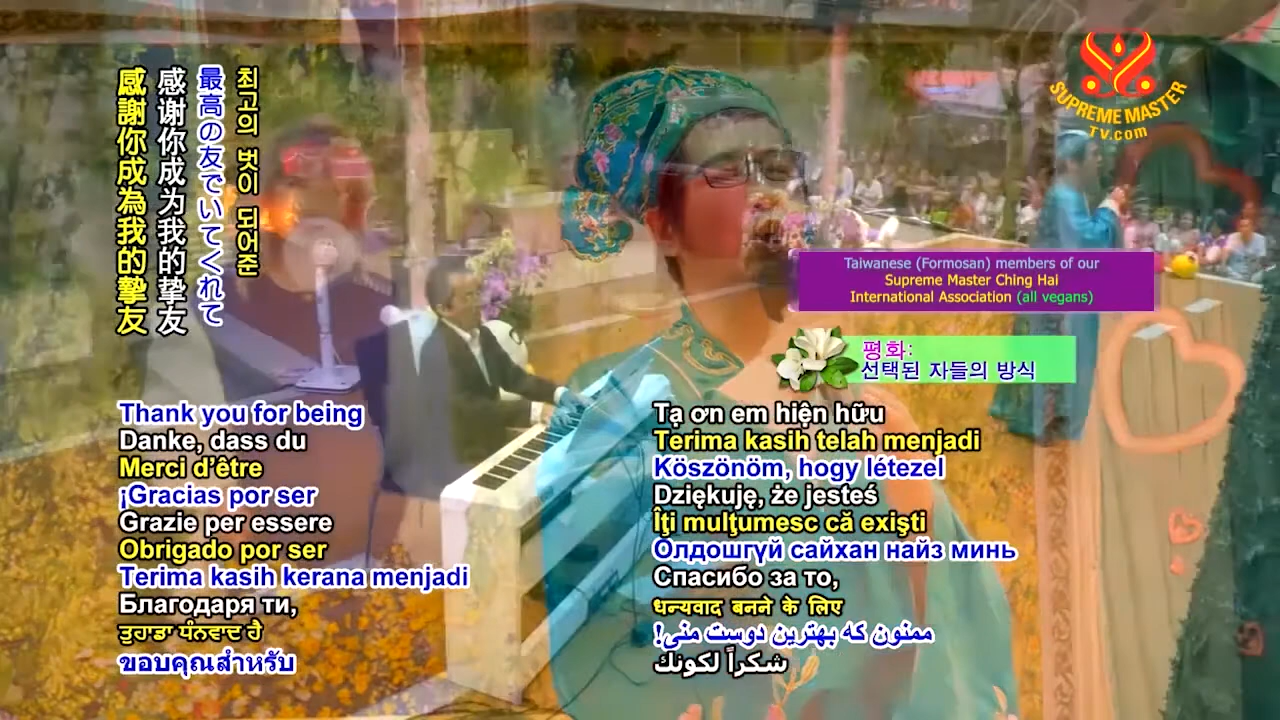 感謝你成為我的摯友
感谢你成为我的挚友
最高の友でいてくれて
최고의 벗이 되어준
SUPREME MASTER
TV.com
Taiwanese (Formosan) members of our
Supreme Master Ching Hai
International Association (all vegans)
평화:
선택된 자들의 방식
Thank you for being
Danke, dass du
Merci d’être
¡Gracias por ser
Grazie per essere
Obrigado por ser
Terima kasih kerana menjadi
Благодаря ти,
ਤੁਹਾਡਾ ਧੰਨਵਾਦ ਹੈ
ขอบคุณสำหรับ
Tạ ơn em hiện hữu
Terima kasih telah menjadi
Köszönöm, hogy létezel
Dziękuję, że jesteś
Îţi mulţumesc că exişti
Олдошгүй сайхан найз минь
Спасибо за то,
धन्यवाद बनने के लिए
ممنون که بهترین دوست منی!
شكراً لكونك